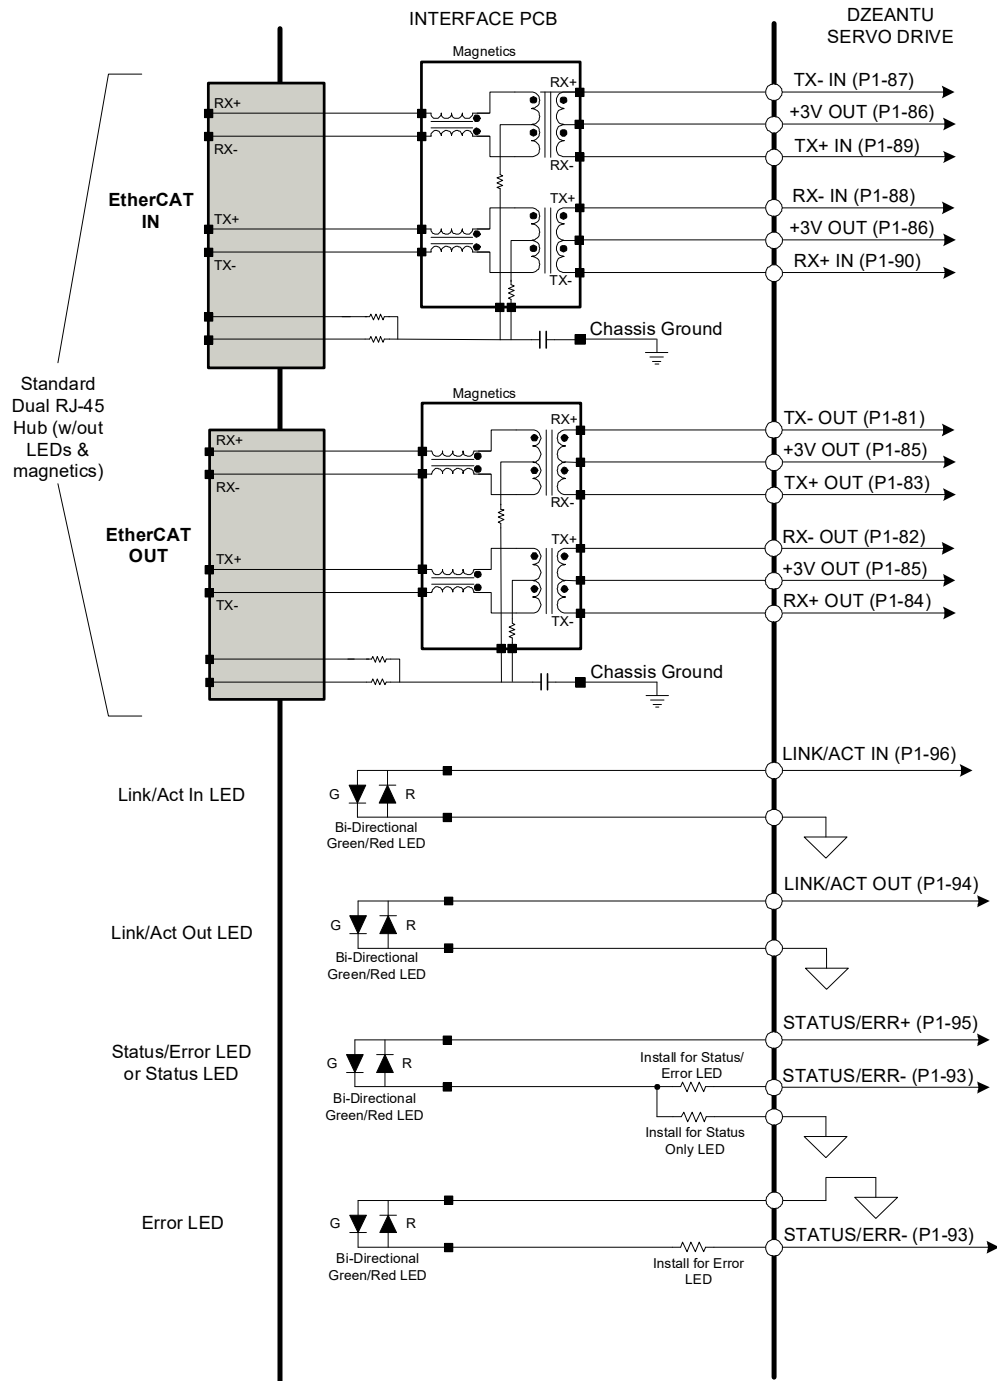 INTERFACE PCB
DZEANTU
SERVO DRIVE
Magnetics
RX+
RX-
TX+
TX-
EtherCAT
IN
RX+
RX-
TX+
TX-
TX- IN (P1-87)
+3V OUT (P1-86)
TX+ IN (P1-89)
RX- IN (P1-88)
+3V OUT (P1-86)
RX+ IN (P1-90)
Chassis Ground
Standard
Dual RJ-45
Hub (w/out
LEDs &
magnetics)
Magnetics
RX+
RX-
TX+
TX-
EtherCAT
OUT
RX+
RX-
TX+
TX-
TX- OUT (P1-81)
+3V OUT (P1-85)
TX+ OUT (P1-83)
RX- OUT (P1-82)
+3V OUT (P1-85)
RX+ OUT (P1-84)
Chassis Ground
Link/Act In LED
G
R
Bi-Directional
Green/Red LED
LINK/ACT IN (P1-96)
Link/Act Out LED
G
R
Bi-Directional
Green/Red LED
LINK/ACT OUT (P1-94)
Status/Error LED
or Status LED
G
R
Bi-Directional
Green/Red LED
Install for Status/
Error LED
Install for Status
Only LED
STATUS/ERR+ (P1-95)
STATUS/ERR- (P1-93)
Error LED
G
R
Bi-Directional
Green/Red LED
Install for Error
LED
STATUS/ERR- (P1-93)